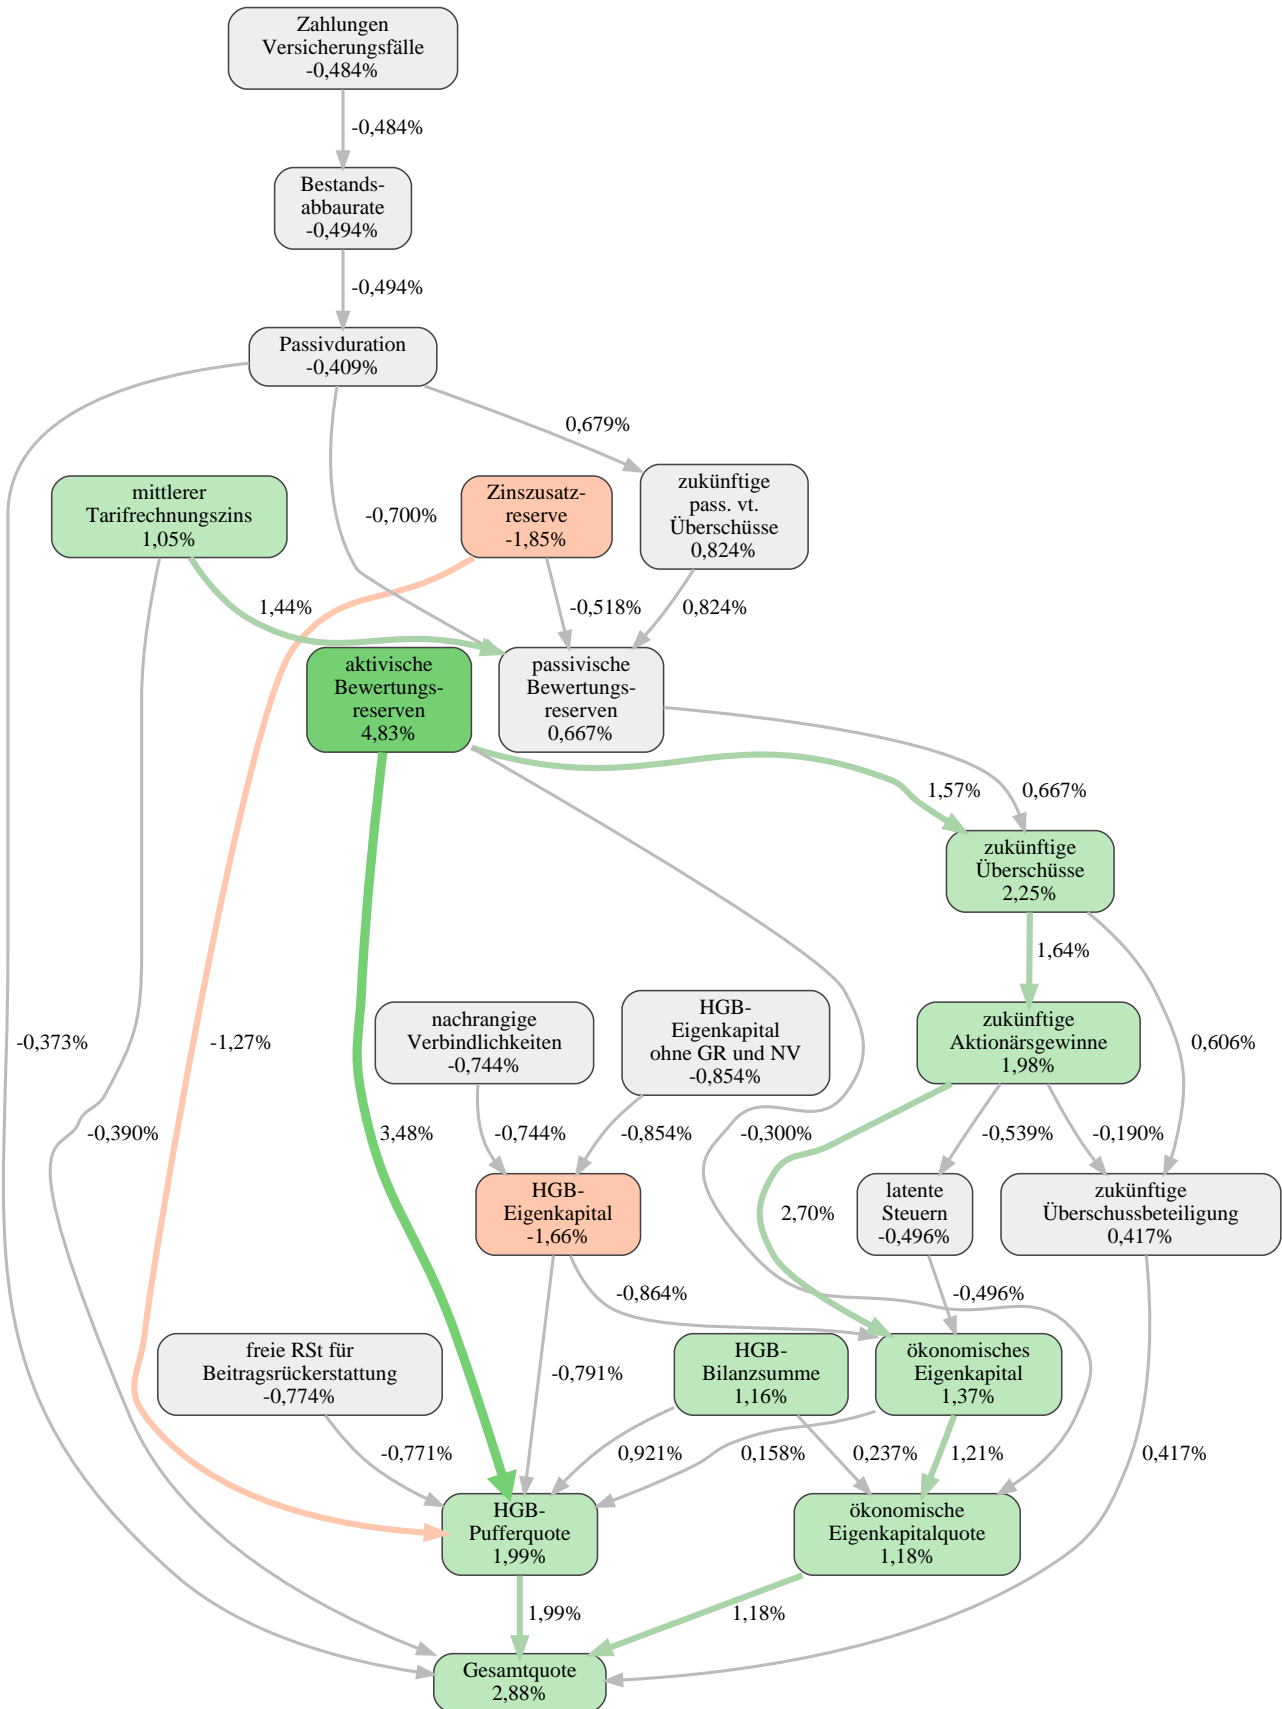 Zahlungen
Versicherungsfälle
-0,484%
-0,484%
Bestands-
abbaurate
-0,494%
-0,494%
Passivduration
-0,409%
0,679%
mittlerer
Tarifrechnungszins
1,05%
Zinszusatz-
reserve
-1,85%
zukünftige
pass. vt.
Überschüsse
0,824%
-0,700%
1,44%
-0,518%
0,824%
aktivische
Bewertungs-
reserven
4,83%
passivische
Bewertungs-
reserven
0,667%
1,57%
0,667%
zukünftige
Überschüsse
2,25%
1,64%
nachrangige
Verbindlichkeiten
-0,744%
HGB-
Eigenkapital
ohne GR und NV
-0,854%
zukünftige
Aktionärsgewinne
1,98%
-0,373%
-1,27%
0,606%
-0,390%
3,48%
-0,744%
-0,854%
-0,300%
-0,539%
-0,190%
HGB-
Eigenkapital
-1,66%
2,70%
latente
Steuern
-0,496%
zukünftige
Überschussbeteiligung
0,417%
-0,864%
-0,496%
freie RSt für
Beitragsrückerstattung
-0,774%
-0,791%
HGB-
Bilanzsumme
1,16%
ökonomisches
Eigenkapital
1,37%
-0,771%
0,921%
0,158%
0,237%
1,21%
0,417%
HGB-
Pufferquote
1,99%
ökonomische
Eigenkapitalquote
1,18%
1,99%
1,18%
Gesamtquote
2,88%